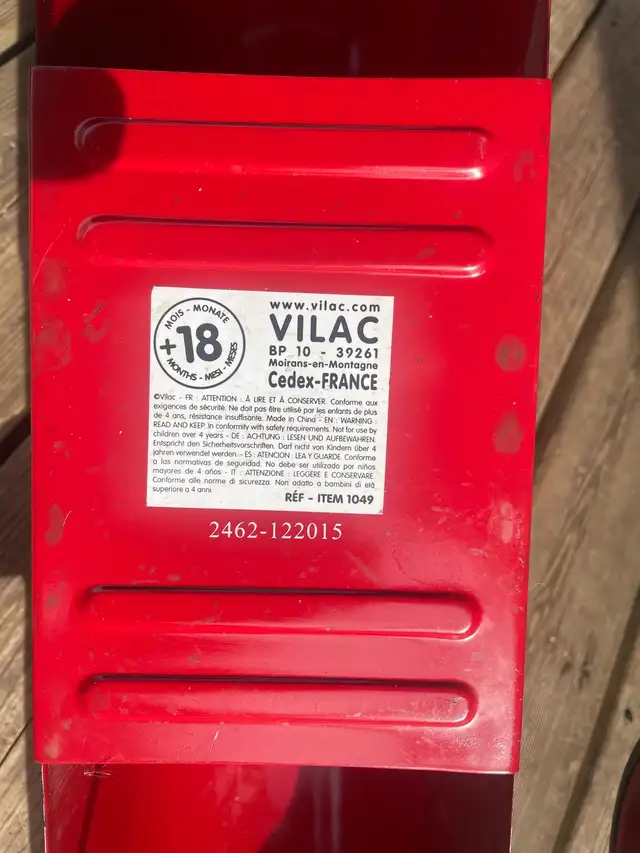 MOIS - MONATE
+18
MONTHS - MESI - MESES
www.vilac.com
VILAC
BP 10 - 39261
Moirans-en-Montagne
Cedex-FRANCE
©Vilac - FR : ATTENTION : À LIRE ET À CONSERVER. Conforme aux
exigences de sécurité. Ne doit pas être utilisé par les enfants de plus
de 4 ans, résistance insuffisante. Made in China - EN : WARNING :
READ AND KEEP. In conformity with safety requirements. Not for use by
children over 4 years - DE : ACHTUNG : LESEN UND AUFBEWAHREN.
Entspricht den Sicherheitsvorschriften. Darf nicht von Kindern über 4
jahren verwendet werden. - ES : ATENCION : LEA Y GUARDE. Conforme
a las normativas de seguridad. No debe ser utilizado por niños
mayores de 4 años - IT : ATTENZIONE : LEGGERE E CONSERVARE.
Conforme alle norme di sicurezza. Non adatto a bambini di età
superiore a 4 anni.
RÉF - ITEM 1049
2462-122015